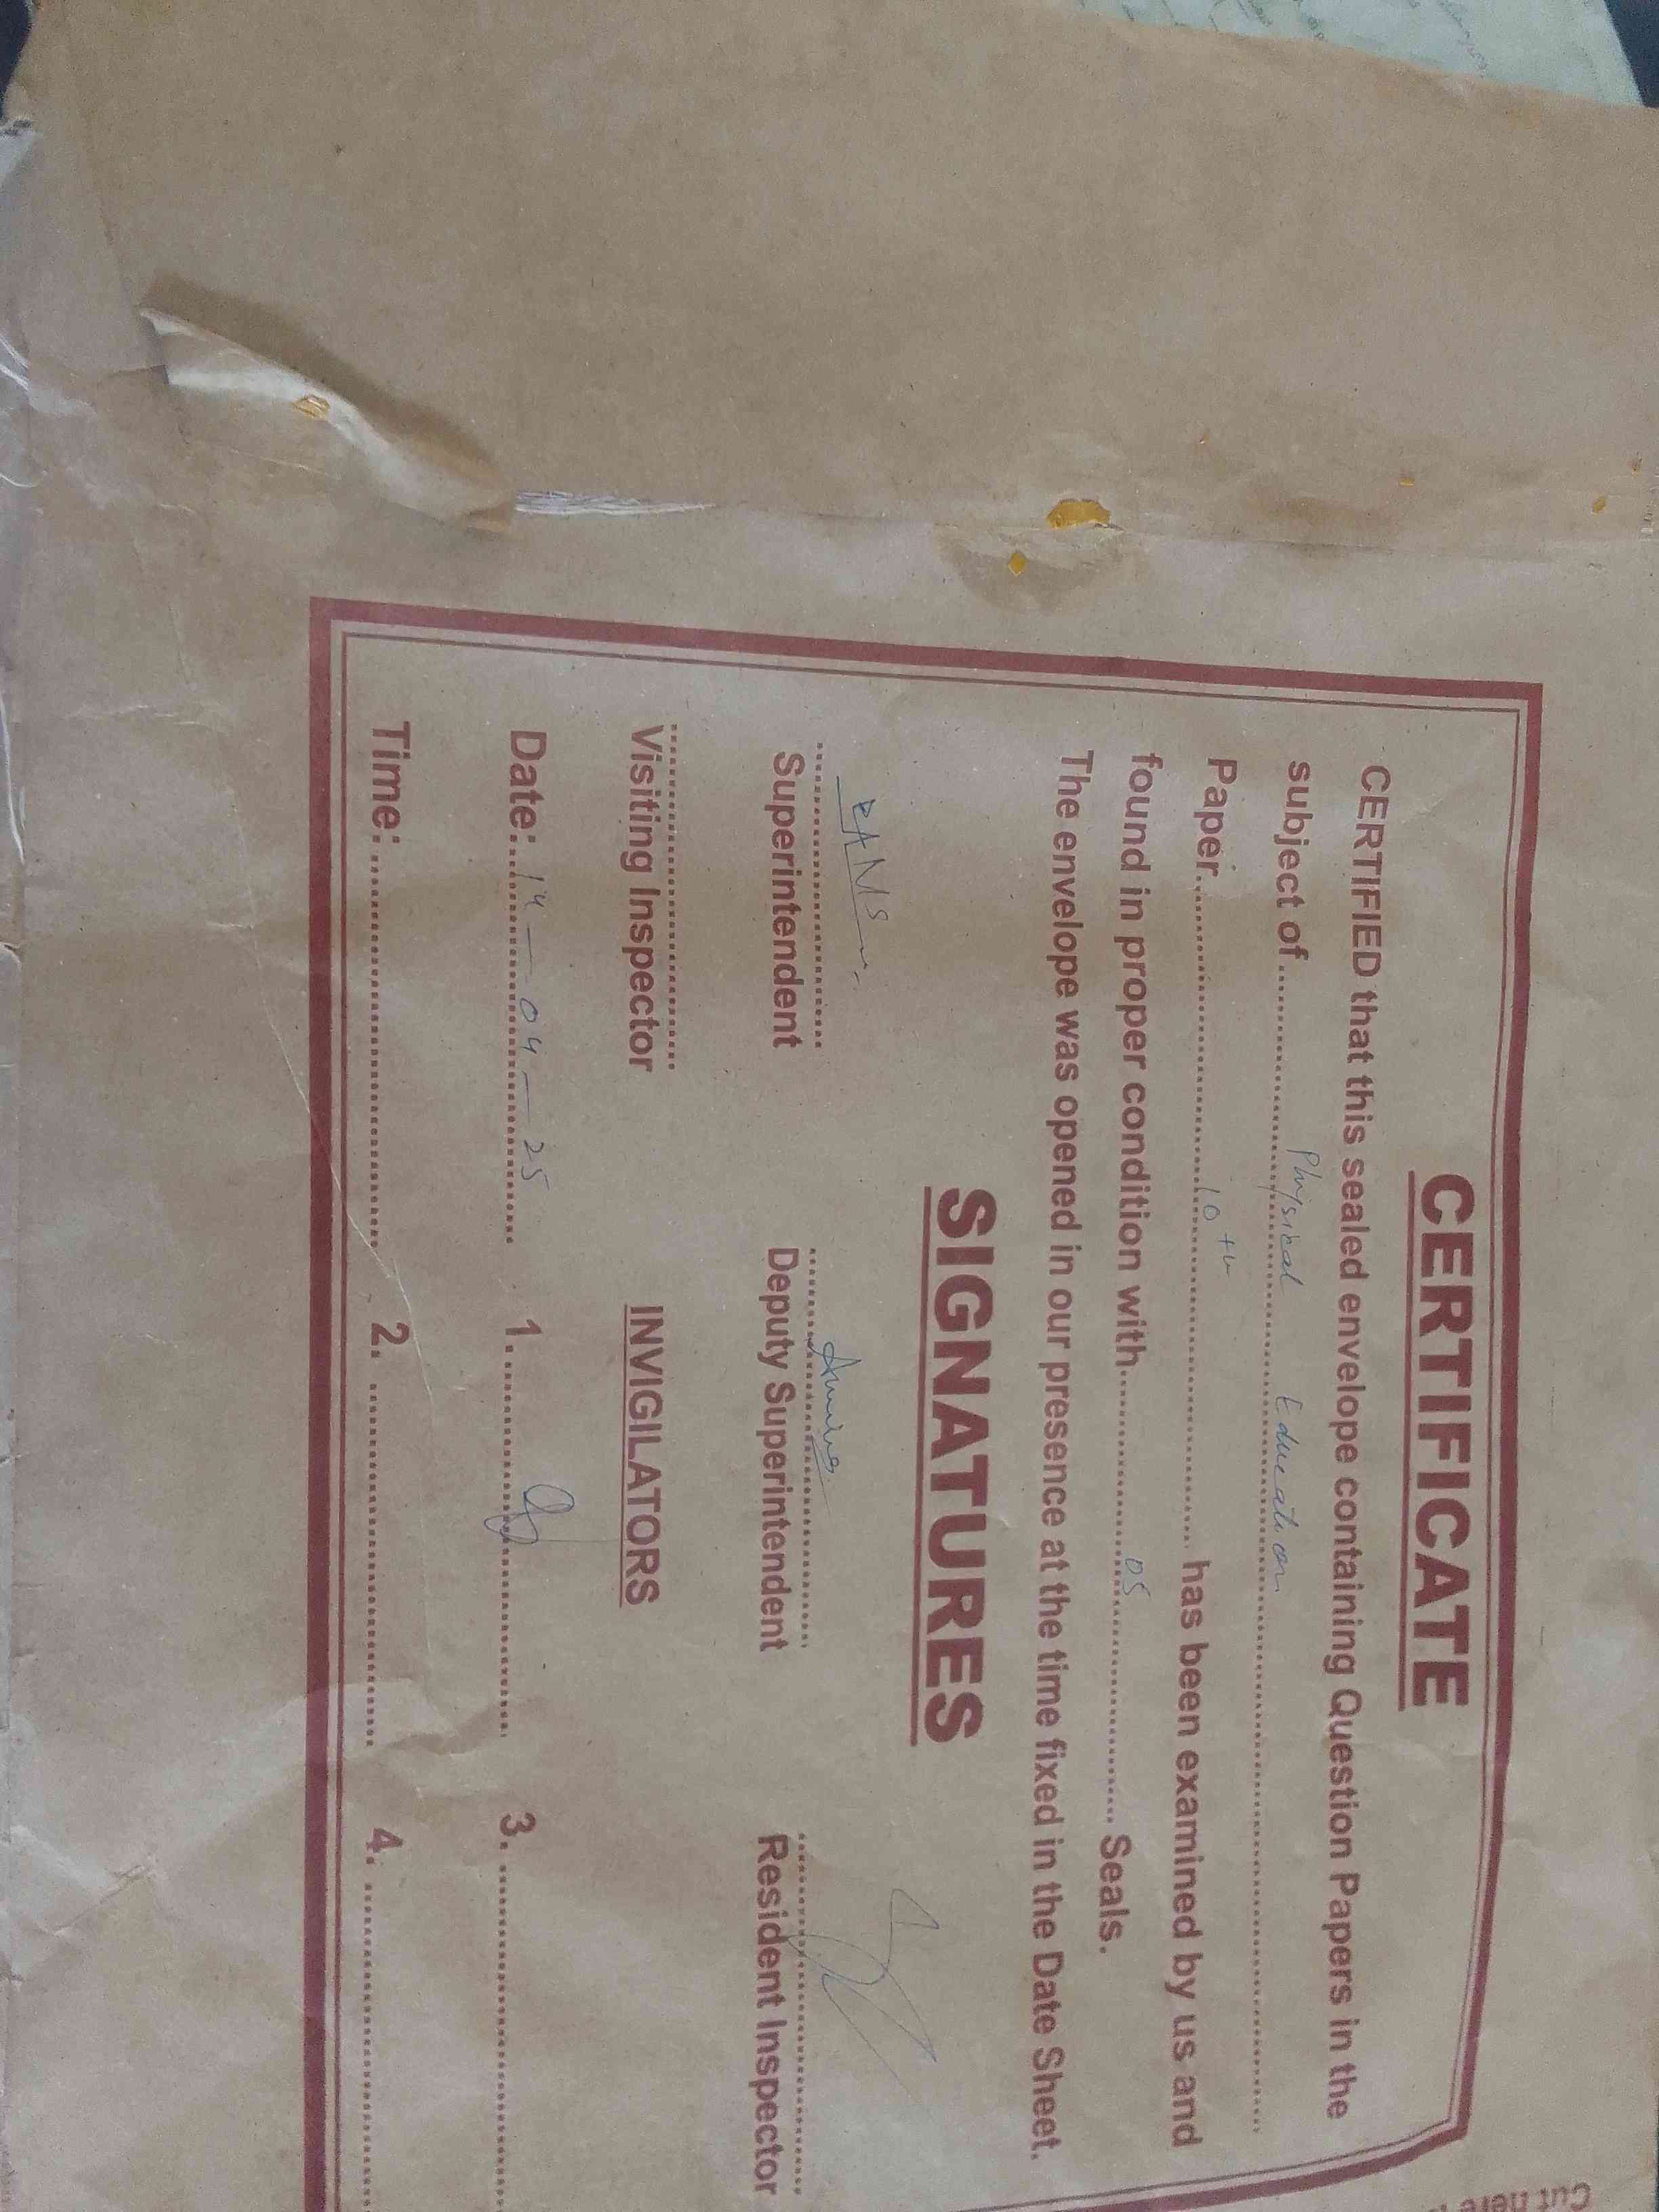 Cut here
CERTIFICATE
CERTIFIED that this sealed envelope containing Question Papers in the
subject of Physical Education
Paper 10th has been examined by us and
found in proper condition with 05 Seals.
The envelope was opened in our presence at the time fixed in the Date Sheet.
SIGNATURES
Superintendent Deputy Superintendent Resident Inspector
Visiting Inspector INVIGILATORS
Date: 14-04-25 1. 3.
Time: 2. 4.